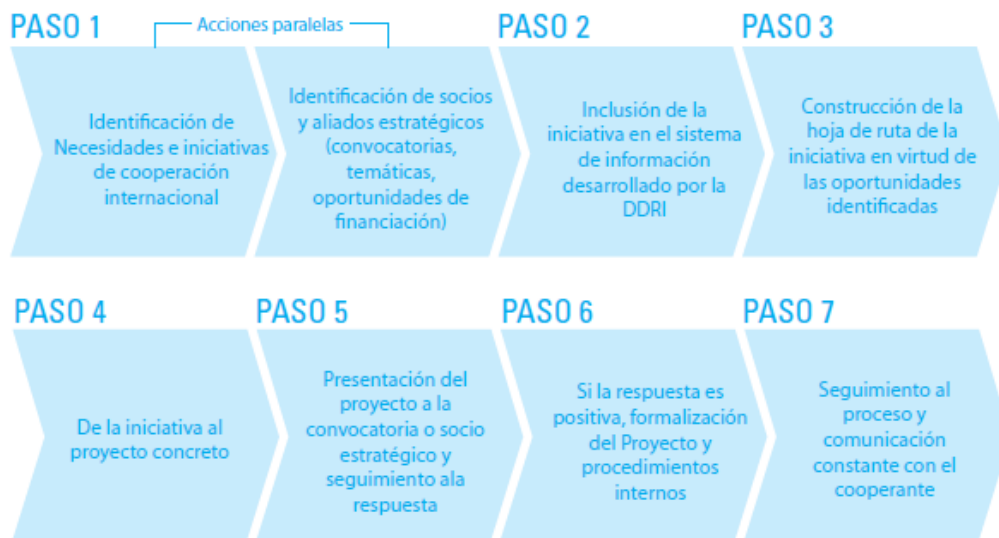 PASO 1
Acciones paralelas
PASO 2
PASO 3
Identificación de
Necesidades e iniciativas
de cooperación
internacional
Identificación de socios
y aliados estratégicos
(convocatorias,
temáticas,
oportunidades de
financiación)
Inclusión de la
iniciativa en el sistema
de información
desarrollado por la
DDRI
Construcción de la
hoja de ruta de la
iniciativa en virtud de
las oportunidades
identificadas
PASO 4
PASO 5
PASO 6
PASO 7
De la iniciativa al
proyecto concreto
Presentación del
proyecto a la
convocatoria o socio
estratégico y
seguimiento ala
respuesta
Si la respuesta es
positiva, formalización
del Proyecto y
procedimientos
internos
Seguimiento al
proceso y
comunicación
constante con el
cooperante